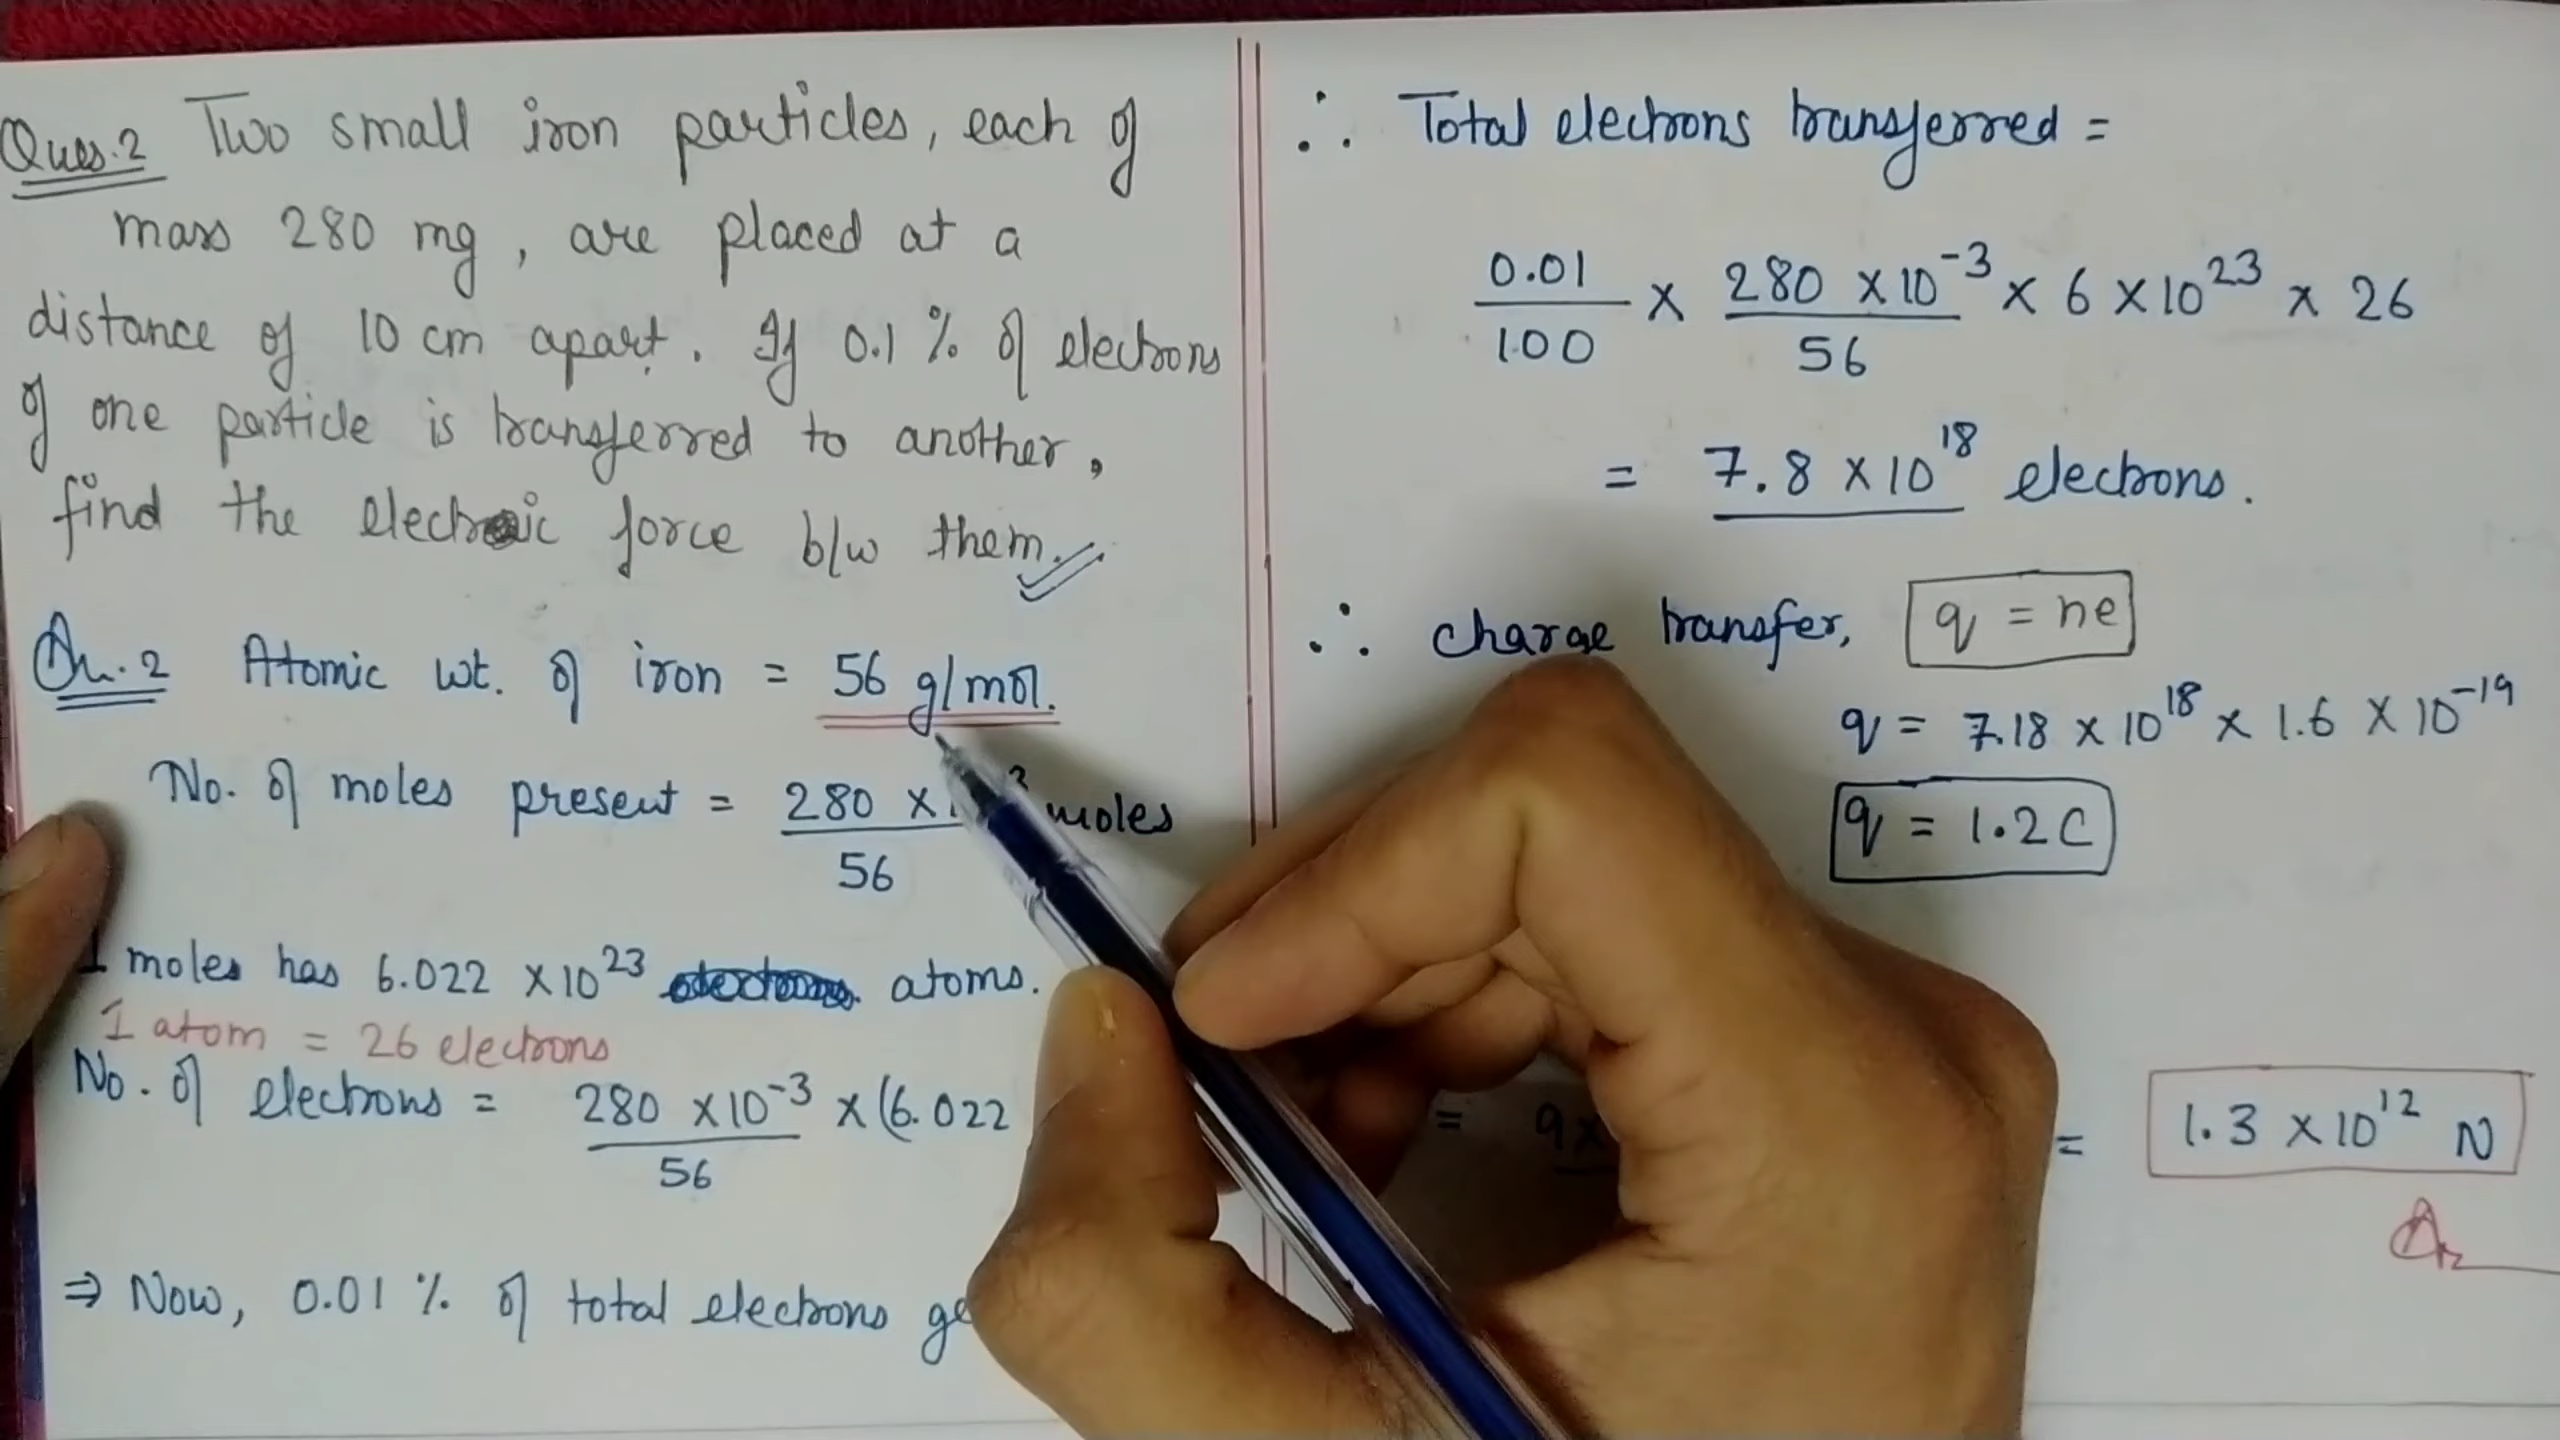 Ques.2 Two small iron particles, each of
mass 280 mg, are placed at a
distance of 10 cm apart. If 0.1 % of electrons
of one particle is transferred to another,
find the electric force b/w them.
An.2 Atomic wt. of iron = 56 g/mol.
No. of moles present = 280 × moles
56
1 moles has 6.022 × 10^23 atoms.
1 atom = 26 electrons
No. of electrons = 280 × 10^-3 × (6.022
56
⇒ Now, 0.01 % of total electrons
∴ Total electrons transferred =
0.01 × 280 × 10^-3 × 6 × 10^23 × 26
100 56
= 7.8 × 10^18 electrons.
∴ charge transfer, q = ne
q = 7.18 × 10^18 × 1.6 × 10^-19
q = 1.2 C
= 9× = 1.3 × 10^12 N